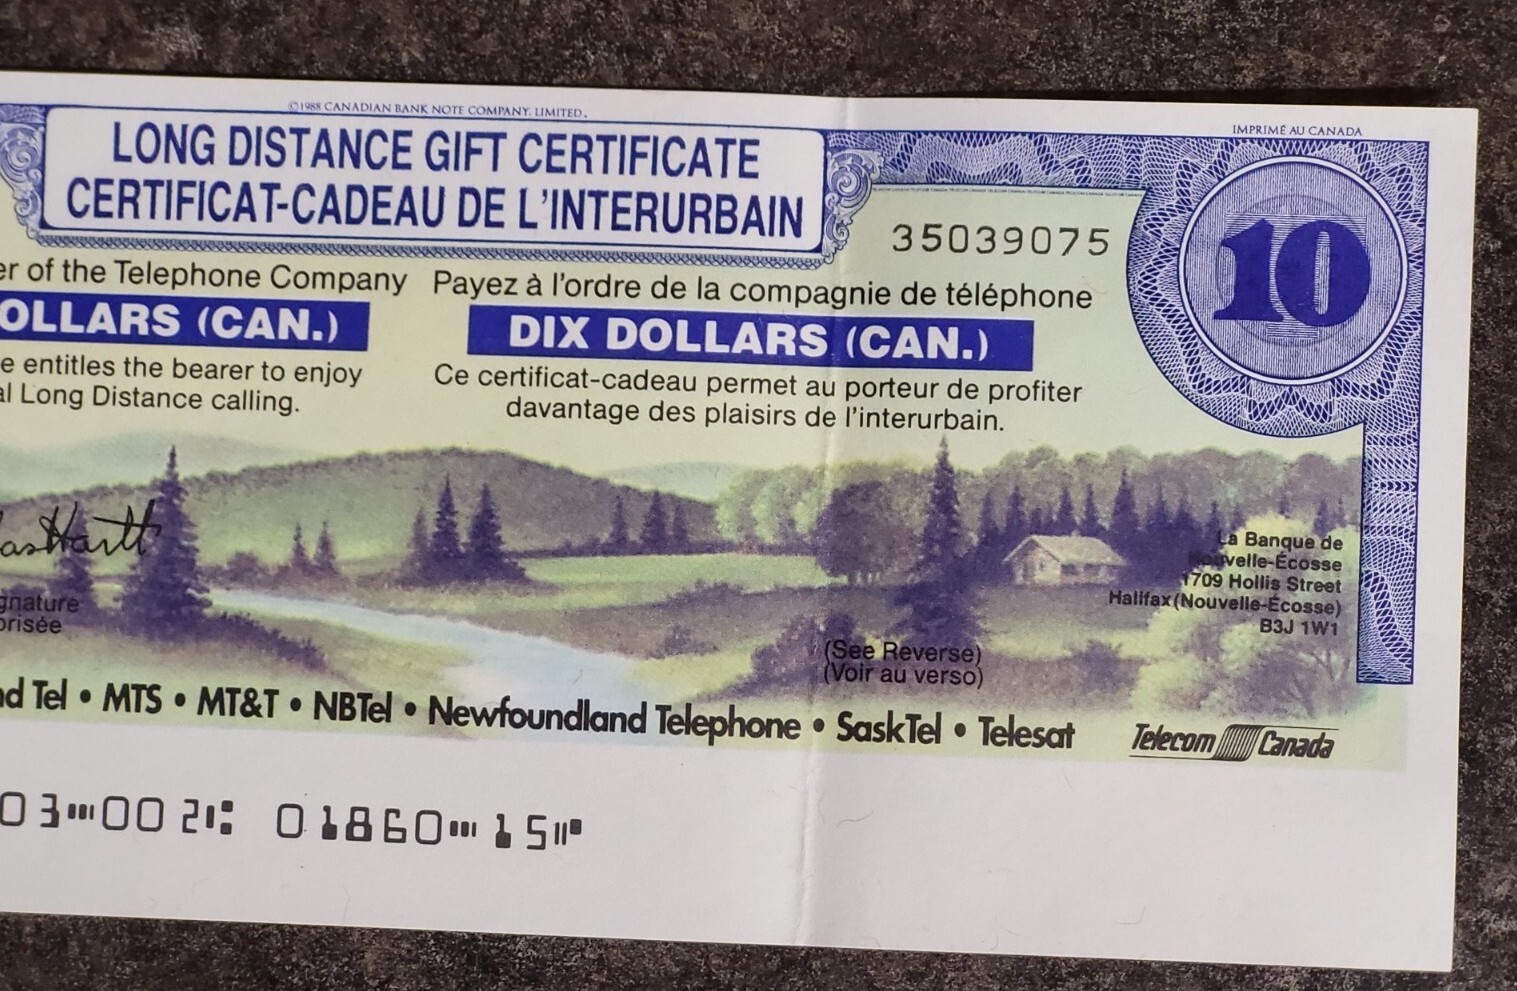 ©1988 CANADIAN BANK NOTE COMPANY, LIMITED.
IMPRIMÉ AU CANADA
LONG DISTANCE GIFT CERTIFICATE
CERTIFICAT-CADEAU DE L'INTERURBAIN
35039075
10
er of the Telephone Company
OLLARS (CAN.)
e entitles the bearer to enjoy
al Long Distance calling.
Payez à l'ordre de la compagnie de téléphone
DIX DOLLARS (CAN.)
Ce certificat-cadeau permet au porteur de profiter
davantage des plaisirs de l'interurbain.
as Hartt
gnature
orisée
La Banque de
Nouvelle-Écosse
1709 Hollis Street
Halifax (Nouvelle-Écosse)
B3J 1W1
(See Reverse)
(Voir au verso)
nd Tel • MTS • MT&T • NBTel • Newfoundland Telephone • SaskTel • Telesat
Telecom Canada
03⑉002⑆ 01860⑉15⑈